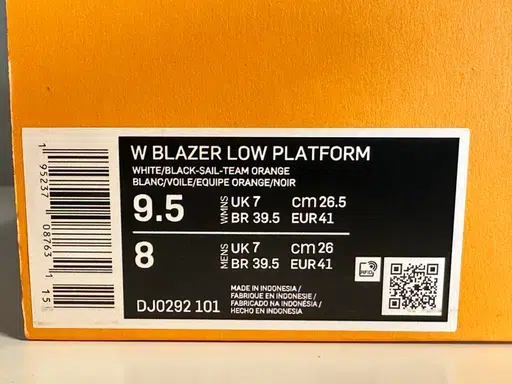 W BLAZER LOW PLATFORM
WHITE/BLACK-SAIL-TEAM ORANGE
BLANC/VOILE/EQUIPE ORANGE/NOIR
9.5 WMNS UK 7 cm 26.5
BR 39.5 EUR 41
8 MENS UK 7 cm 26
BR 39.5 EUR 41
RFID
DJ0292 101
MADE IN INDONESIA /
FABRIQUE EN INDONESIE /
FABRICADO NA INDONÉSIA /
HECHO EN INDONESIA
1 95237 08763 1 15